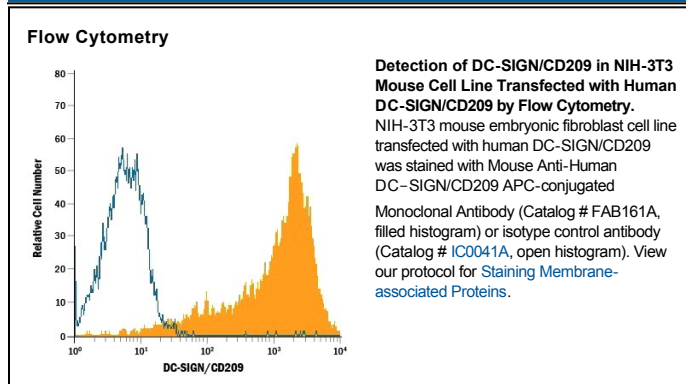 Flow Cytometry
80
70
60
50
40
30
20
10
0
Relative Cell Number
10⁰ 10¹ 10² 10³ 10⁴
DC-SIGN/CD209
Detection of DC-SIGN/CD209 in NIH-3T3
Mouse Cell Line Transfected with Human
DC-SIGN/CD209 by Flow Cytometry.
NIH-3T3 mouse embryonic fibroblast cell line
transfected with human DC-SIGN/CD209
was stained with Mouse Anti-Human
DC-SIGN/CD209 APC-conjugated
Monoclonal Antibody (Catalog # FAB161A,
filled histogram) or isotype control antibody
(Catalog # IC0041A, open histogram). View
our protocol for Staining Membrane-
associated Proteins.